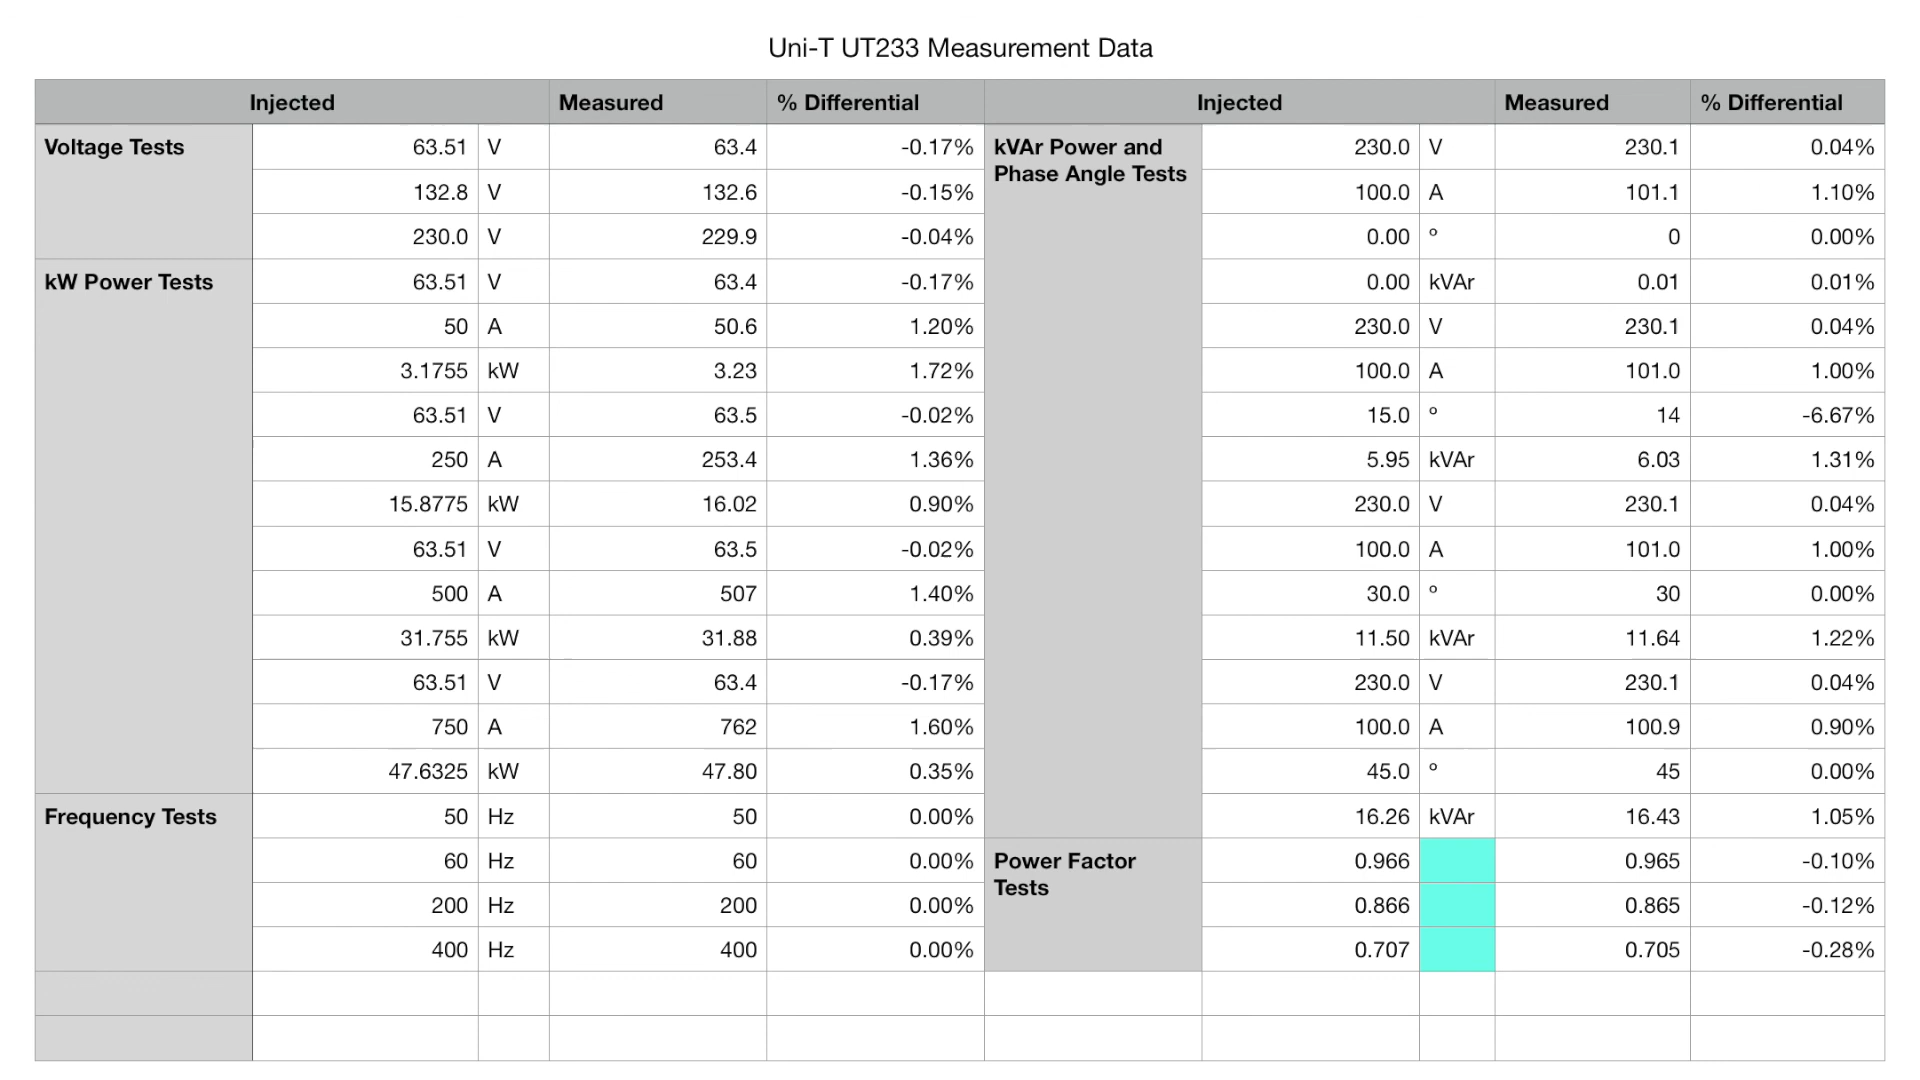 Uni-T UT233 Measurement Data
Injected Measured % Differential Injected Measured % Differential
Voltage Tests 63.51 V 63.4 -0.17% kVAr Power and 230.0 V 230.1 0.04%
Phase Angle Tests
132.8 V 132.6 -0.15% 100.0 A 101.1 1.10%
230.0 V 229.9 -0.04% 0.00 º 0 0.00%
kW Power Tests 63.51 V 63.4 -0.17% 0.00 kVAr 0.01 0.01%
50 A 50.6 1.20% 230.0 V 230.1 0.04%
3.1755 kW 3.23 1.72% 100.0 A 101.0 1.00%
63.51 V 63.5 -0.02% 15.0 º 14 -6.67%
250 A 253.4 1.36% 5.95 kVAr 6.03 1.31%
15.8775 kW 16.02 0.90% 230.0 V 230.1 0.04%
63.51 V 63.5 -0.02% 100.0 A 101.0 1.00%
500 A 507 1.40% 30.0 º 30 0.00%
31.755 kW 31.88 0.39% 11.50 kVAr 11.64 1.22%
63.51 V 63.4 -0.17% 230.0 V 230.1 0.04%
750 A 762 1.60% 100.0 A 100.9 0.90%
47.6325 kW 47.80 0.35% 45.0 º 45 0.00%
Frequency Tests 50 Hz 50 0.00% 16.26 kVAr 16.43 1.05%
60 Hz 60 0.00% Power Factor 0.966 0.965 -0.10%
Tests
200 Hz 200 0.00% 0.866 0.865 -0.12%
400 Hz 400 0.00% 0.707 0.705 -0.28%